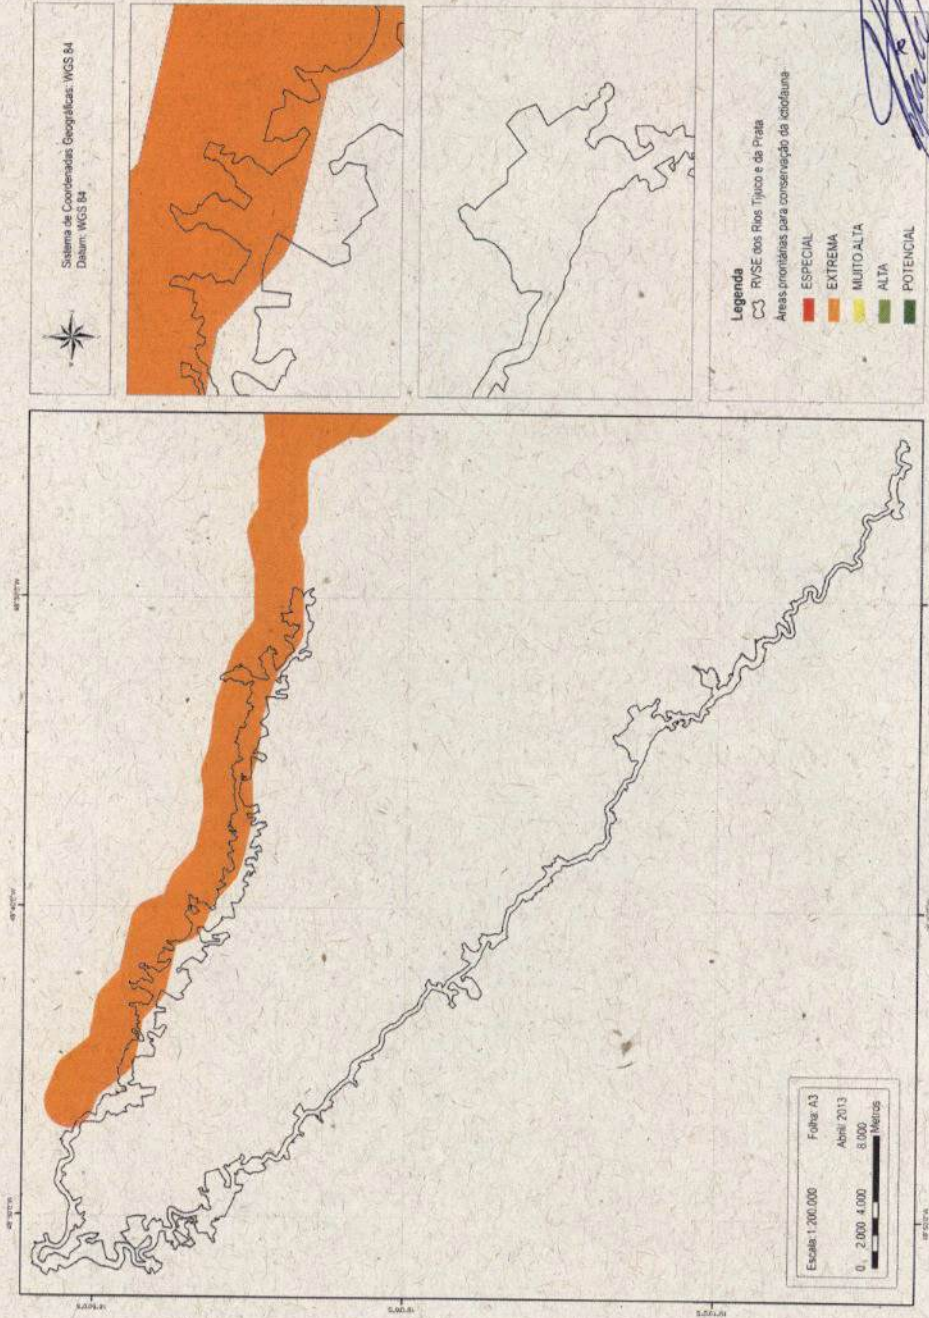 Sistema de Coordenadas Geográficas: WGS 84
Datum: WGS 84
Legenda
RVSE dos Rios Tijuco e da Prata
Áreas prioritárias para conservação da ictiofauna
ESPECIAL
EXTREMA
MUITO ALTA
ALTA
POTENCIAL
Escala: 1:200.000 Folha: A3
Abril/ 2013
0 2.000 4.000 8.000
Metros